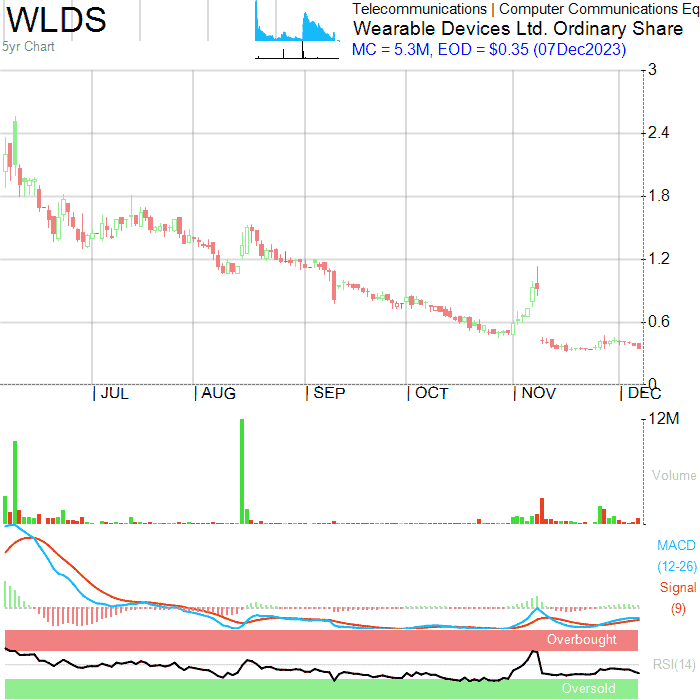 WLDS
5yr Chart
Telecommunications | Computer Communications Eq
Wearable Devices Ltd. Ordinary Share
MC = 5.3M, EOD = $0.35 (07Dec2023)
3
2.4
1.8
1.2
0.6
0
| JUL | AUG | SEP | OCT | NOV | DEC
12M
Volume
MACD
(12-26)
Signal
(9)
Overbought
RSI(14)
Oversold